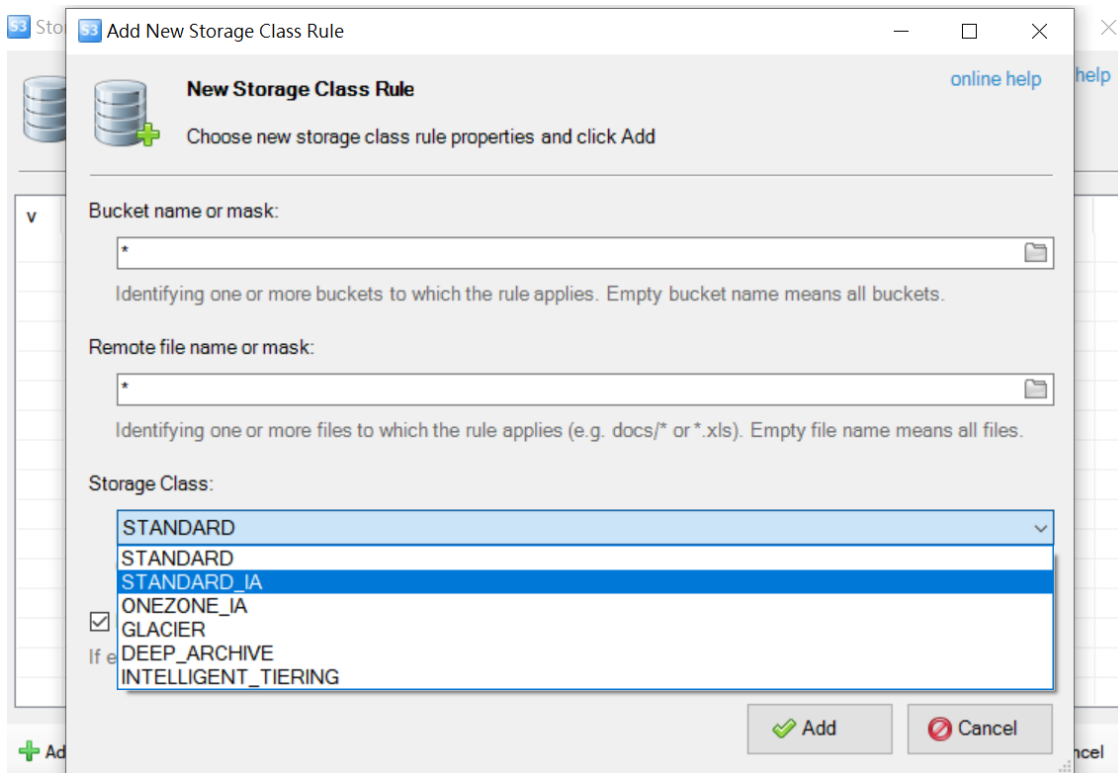 S3 Add New Storage Class Rule
help
New Storage Class Rule
online help
Choose new storage class rule properties and click Add
v
Bucket name or mask:
*
Identifying one or more buckets to which the rule applies. Empty bucket name means all buckets.
Remote file name or mask:
*
Identifying one or more files to which the rule applies (e.g. docs/* or *.xls). Empty file name means all files.
Storage Class:
STANDARD
STANDARD
STANDARD_IA
ONEZONE_IA
GLACIER
DEEP_ARCHIVE
INTELLIGENT_TIERING
If e
Add
Cancel
Ad
ncel